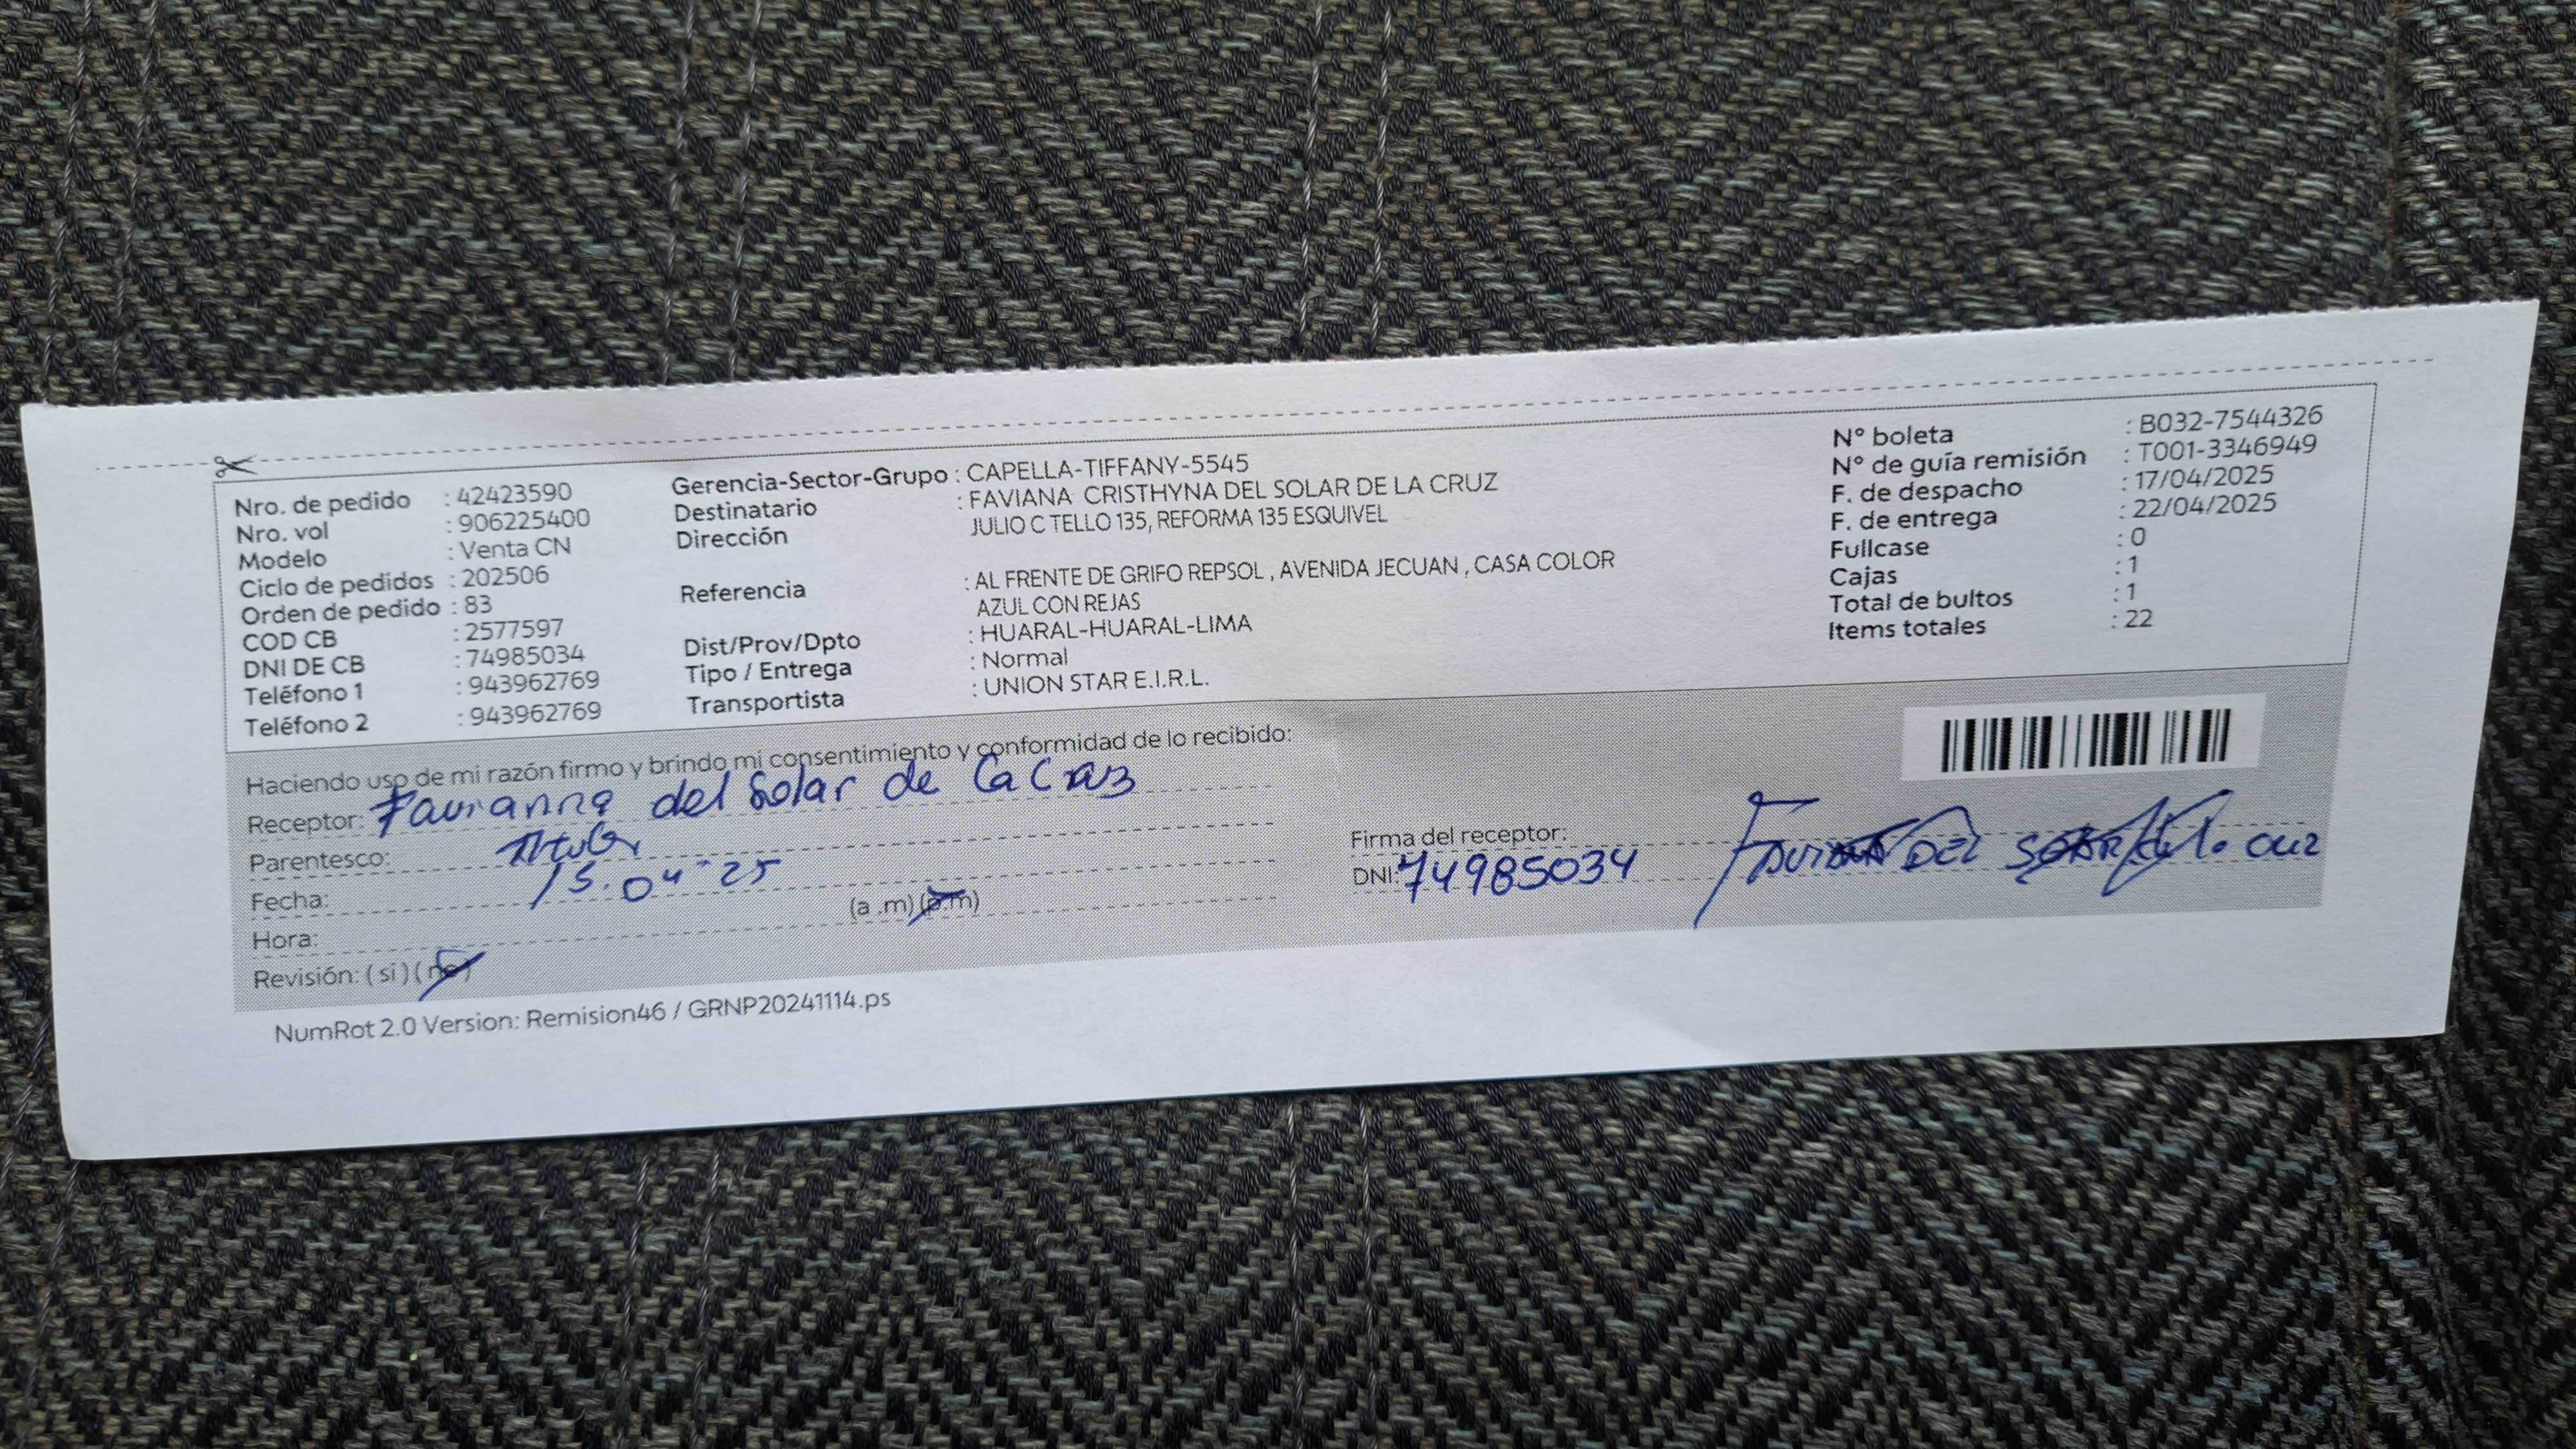 Nro. de pedido : 42423590
Nro. vol : 906225400
Modelo : Venta CN
Ciclo de pedidos : 202506
Orden de pedido : 83
COD CB : 2577597
DNI DE CB : 74985034
Teléfono 1 : 943962769
Teléfono 2 : 943962769
Gerencia-Sector-Grupo : CAPELLA-TIFFANY-5545
Destinatario : FAVIANA CRISTHYNA DEL SOLAR DE LA CRUZ
Dirección JULIO C TELLO 135, REFORMA 135 ESQUIVEL
Referencia : AL FRENTE DE GRIFO REPSOL , AVENIDA JECUAN , CASA COLOR
AZUL CON REJAS
Dist/Prov/Dpto : HUARAL-HUARAL-LIMA
Tipo / Entrega : Normal
Transportista : UNION STAR E.I.R.L.
N° boleta : B032-7544326
N° de guía remisión : T001-3346949
F. de despacho : 17/04/2025
F. de entrega : 22/04/2025
Fullcase : 0
Cajas : 1
Total de bultos : 1
Items totales : 22
Haciendo uso de mi razón firmo y brindo mi consentimiento y conformidad de lo recibido:
Receptor: Favianna del Solar de la Cruz
Parentesco:
Fecha: 15.04-25
Hora: (a .m) (p.m)
Revisión: ( si ) ( no )
Firma del receptor:
DNI: 74985034
NumRot 2.0 Version: Remision46 / GRNP20241114.ps